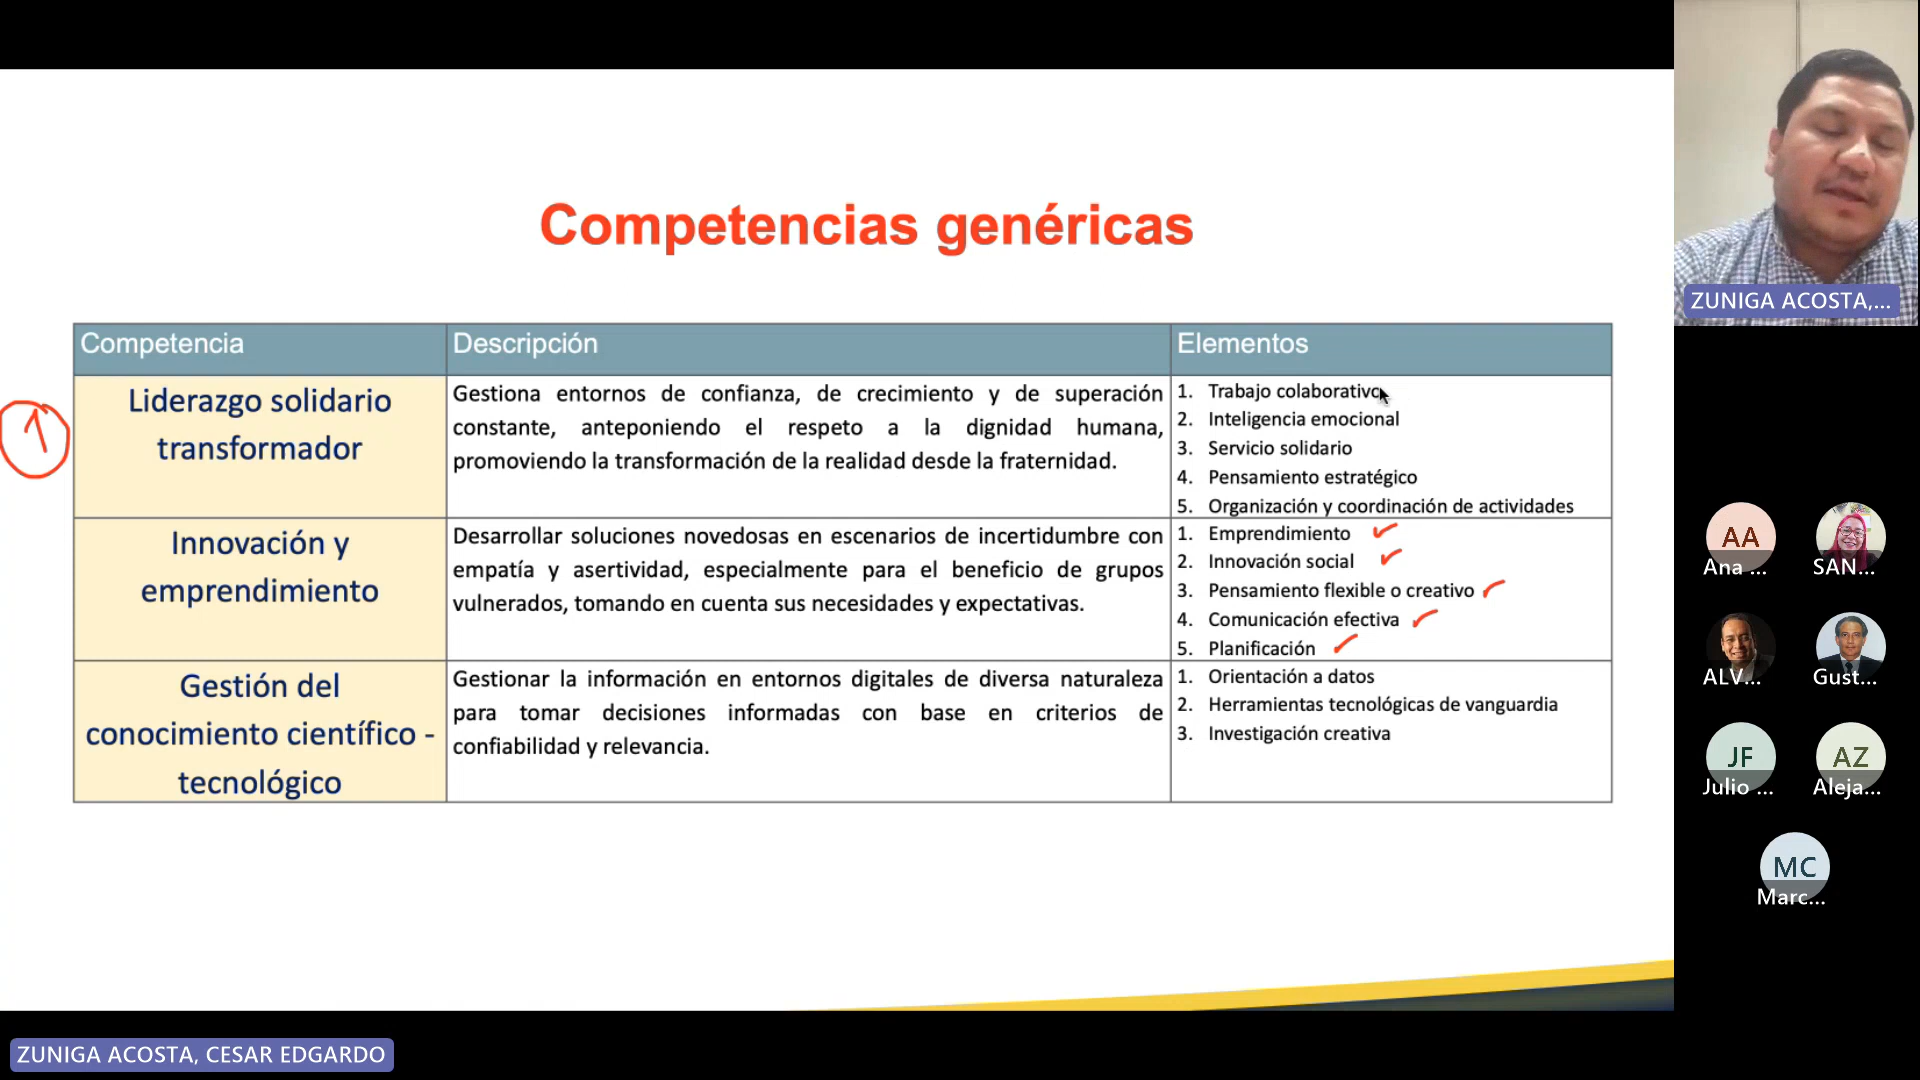 Competencias genéricas
Competencia
Descripción
Elementos
1
Liderazgo solidario
transformador
Gestiona entornos de confianza, de crecimiento y de superación
constante, anteponiendo el respeto a la dignidad humana,
promoviendo la transformación de la realidad desde la fraternidad.
1. Trabajo colaborativo
2. Inteligencia emocional
3. Servicio solidario
4. Pensamiento estratégico
5. Organización y coordinación de actividades
Innovación y
emprendimiento
Desarrollar soluciones novedosas en escenarios de incertidumbre con
empatía y asertividad, especialmente para el beneficio de grupos
vulnerados, tomando en cuenta sus necesidades y expectativas.
1. Emprendimiento
2. Innovación social
3. Pensamiento flexible o creativo
4. Comunicación efectiva
5. Planificación
Gestión del
conocimiento científico -
tecnológico
Gestionar la información en entornos digitales de diversa naturaleza
para tomar decisiones informadas con base en criterios de
confiabilidad y relevancia.
1. Orientación a datos
2. Herramientas tecnológicas de vanguardia
3. Investigación creativa
ZUNIGA ACOSTA,...
AA
Ana ...
SAN...
ALV...
Gust...
JF
Julio ...
AZ
Aleja...
MC
Marc...
ZUNIGA ACOSTA, CESAR EDGARDO